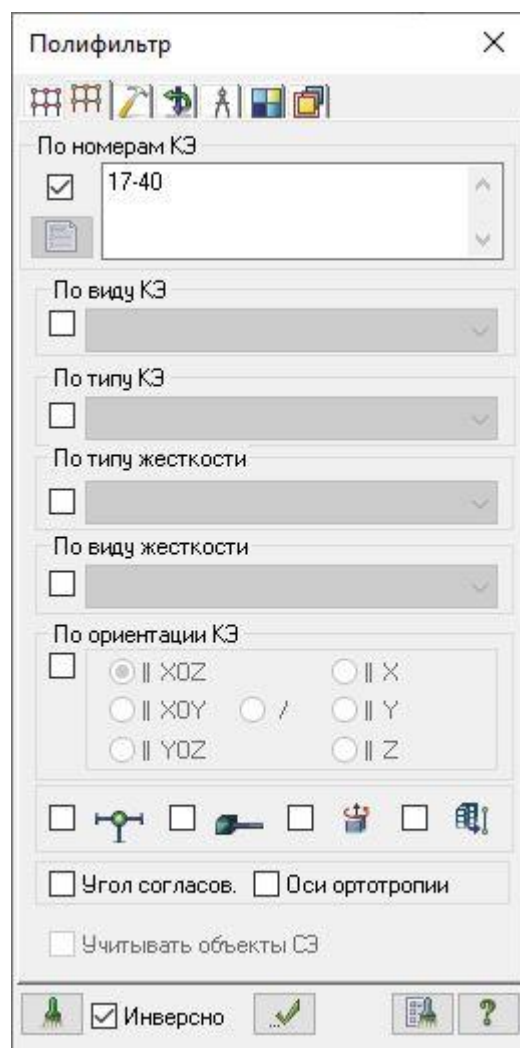 Полифильтр
По номерам КЭ
17-40
По виду КЭ
По типу КЭ
По типу жесткости
По виду жесткости
По ориентации КЭ
|| XOZ || X
|| XOY / || Y
|| YOZ || Z
Угол согласов. Оси ортотропии
Учитывать объекты СЭ
Инверсно ?